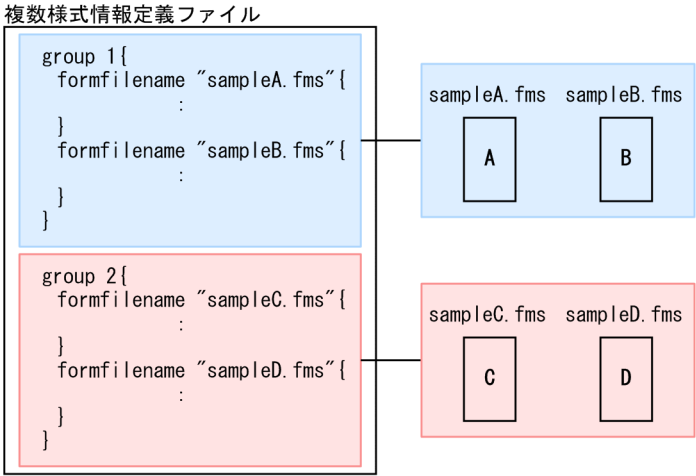 複数様式情報定義ファイル
group 1{
formfilename "sampleA.fms"{
:
}
formfilename "sampleB.fms"{
:
}
}
sampleA.fms sampleB.fms
A B
group 2{
formfilename "sampleC.fms"{
:
}
formfilename "sampleD.fms"{
:
}
}
sampleC.fms sampleD.fms
C D